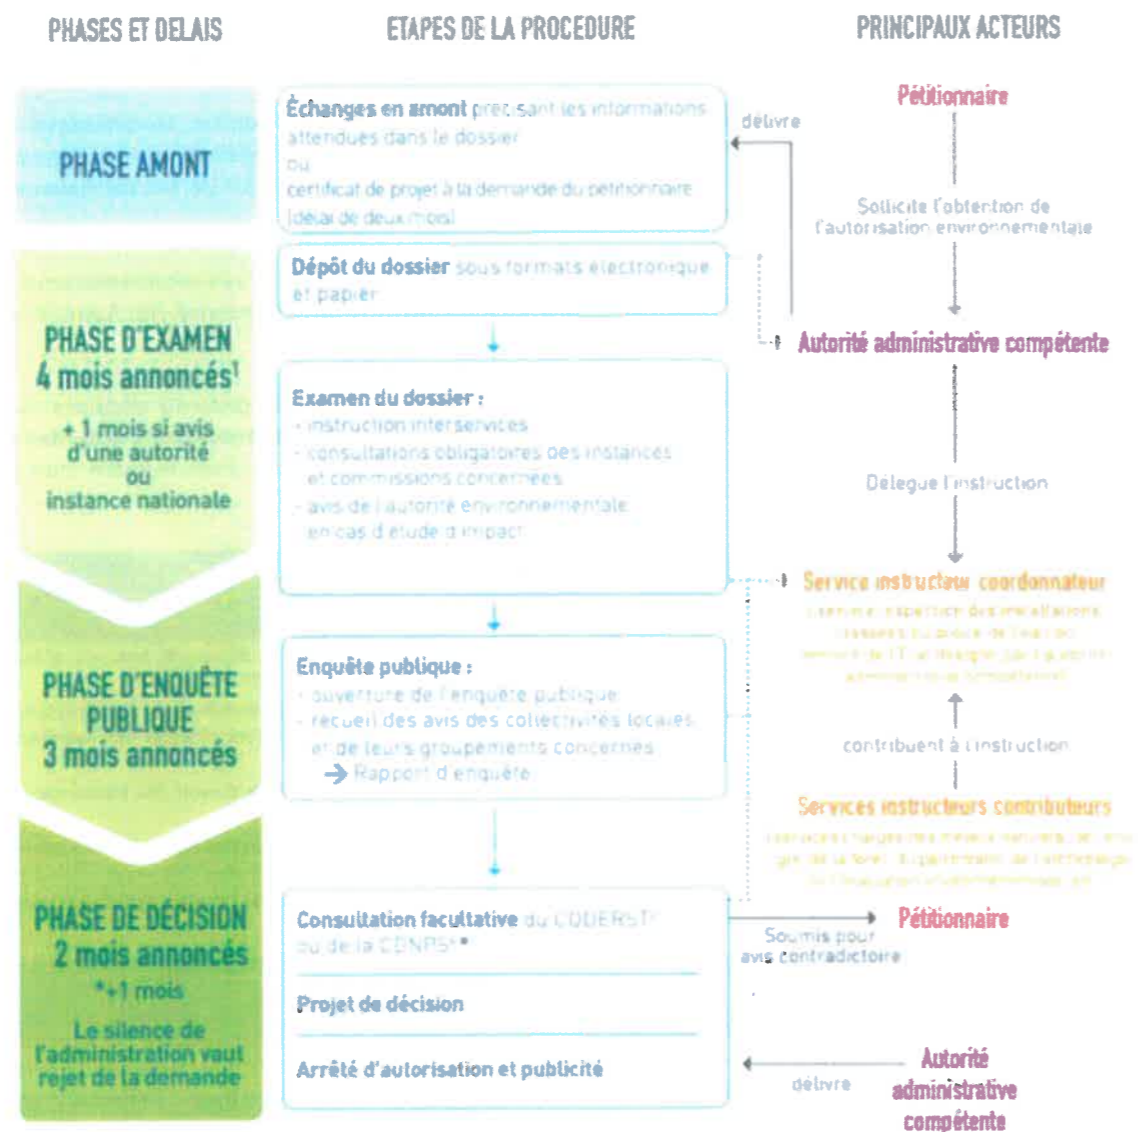 PHASES ET DELAIS
ETAPES DE LA PROCEDURE
PRINCIPAUX ACTEURS
PHASE AMONT
Échanges en amont précisant les informations
attendues dans le dossier
ou
certificat de projet à la demande du pétitionnaire
(délai de deux mois)
délivre
Pétitionnaire
Sollicite l'obtention de
l'autorisation environnementale
PHASE D'EXAMEN
4 mois annoncés¹
+ 1 mois si avis
d'une autorité
ou
instance nationale
Dépôt du dossier sous formats électronique
et papier
Autorité administrative compétente
Examen du dossier :
- instruction interservices
- consultations obligatoires des instances
et commissions concernées
- avis de l'autorité environnementale
en cas d'étude d'impact
Délègue l'instruction
Service instructeur coordonnateur
PHASE D'ENQUÊTE
PUBLIQUE
3 mois annoncés
Enquête publique :
- ouverture de l'enquête publique
- recueil des avis des collectivités locales
et de leurs groupements concernés
→ Rapport d'enquête
contribuent à l'instruction
Services instructeurs contributeurs
PHASE DE DÉCISION
2 mois annoncés
*+1 mois
Le silence de
l'administration vaut
rejet de la demande
Consultation facultative du CODERST*
ou de la CDNPS**
Projet de décision
Arrêté d'autorisation et publicité
Soumis pour
avis contradictoire
Pétitionnaire
délivre
Autorité
administrative
compétente